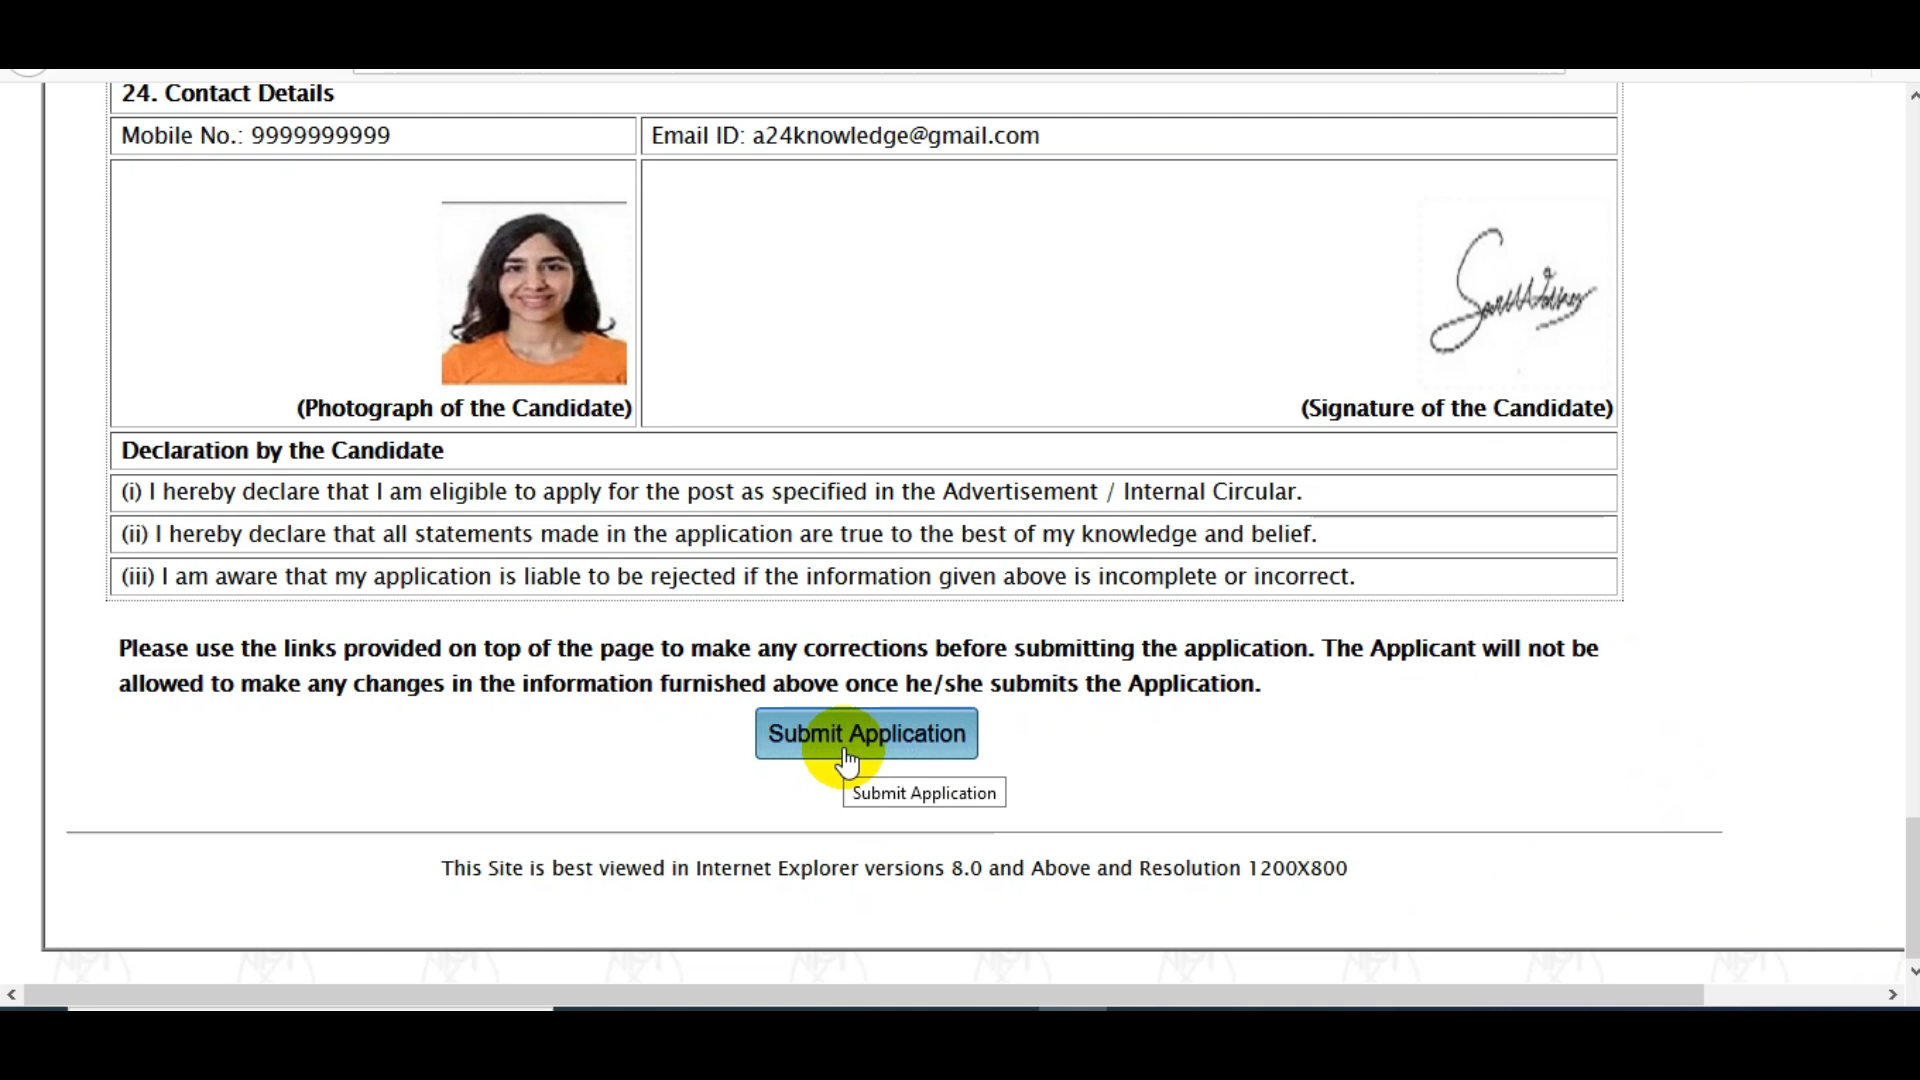 24. Contact Details
Mobile No.: 9999999999
Email ID: a24knowledge@gmail.com
(Photograph of the Candidate)
(Signature of the Candidate)
Declaration by the Candidate
(i) I hereby declare that I am eligible to apply for the post as specified in the Advertisement / Internal Circular.
(ii) I hereby declare that all statements made in the application are true to the best of my knowledge and belief.
(iii) I am aware that my application is liable to be rejected if the information given above is incomplete or incorrect.
Please use the links provided on top of the page to make any corrections before submitting the application. The Applicant will not be
allowed to make any changes in the information furnished above once he/she submits the Application.
Submit Application
Submit Application
This Site is best viewed in Internet Explorer versions 8.0 and Above and Resolution 1200X800